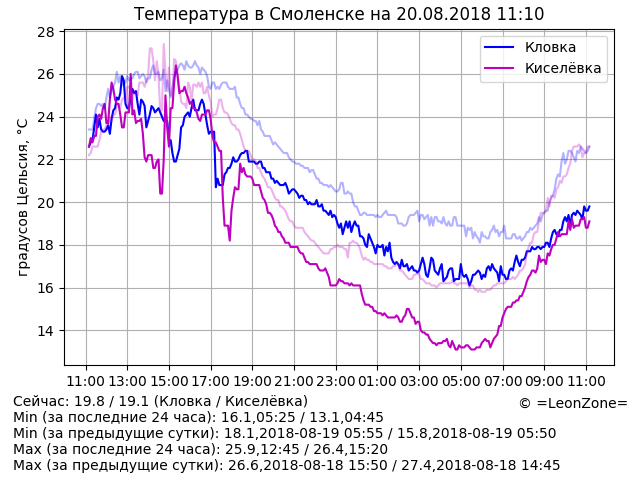 Температура в Смоленске на 20.08.2018 11:10
градусов Цельсия, °C
28
26
24
22
20
18
16
14
Кловка
Киселёвка
11:00 13:00 15:00 17:00 19:00 21:00 23:00 01:00 03:00 05:00 07:00 09:00 11:00
Сейчас: 19.8 / 19.1 (Кловка / Киселёвка)
© =LeonZone=
Min (за последние 24 часа): 16.1,05:25 / 13.1,04:45
Min (за предыдущие сутки): 18.1,2018-08-19 05:55 / 15.8,2018-08-19 05:50
Max (за последние 24 часа): 25.9,12:45 / 26.4,15:20
Max (за предыдущие сутки): 26.6,2018-08-18 15:50 / 27.4,2018-08-18 14:45